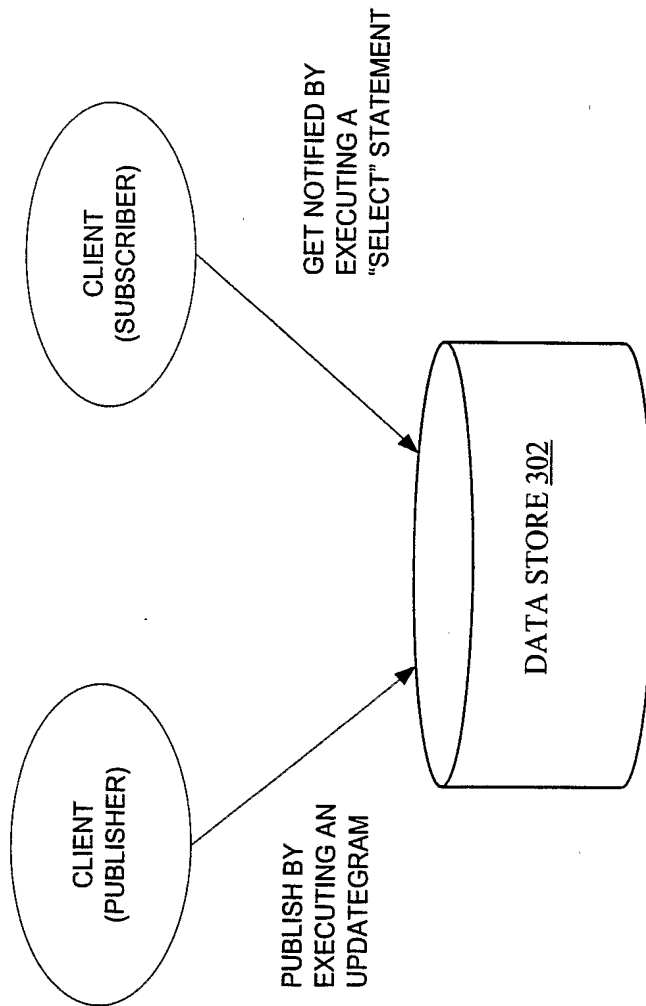 CLIENT
(PUBLISHER)
CLIENT
(SUBSCRIBER)
PUBLISH BY
EXECUTING AN
UPDATEGRAM
GET NOTIFIED BY
EXECUTING A
"SELECT" STATEMENT
DATA STORE 302